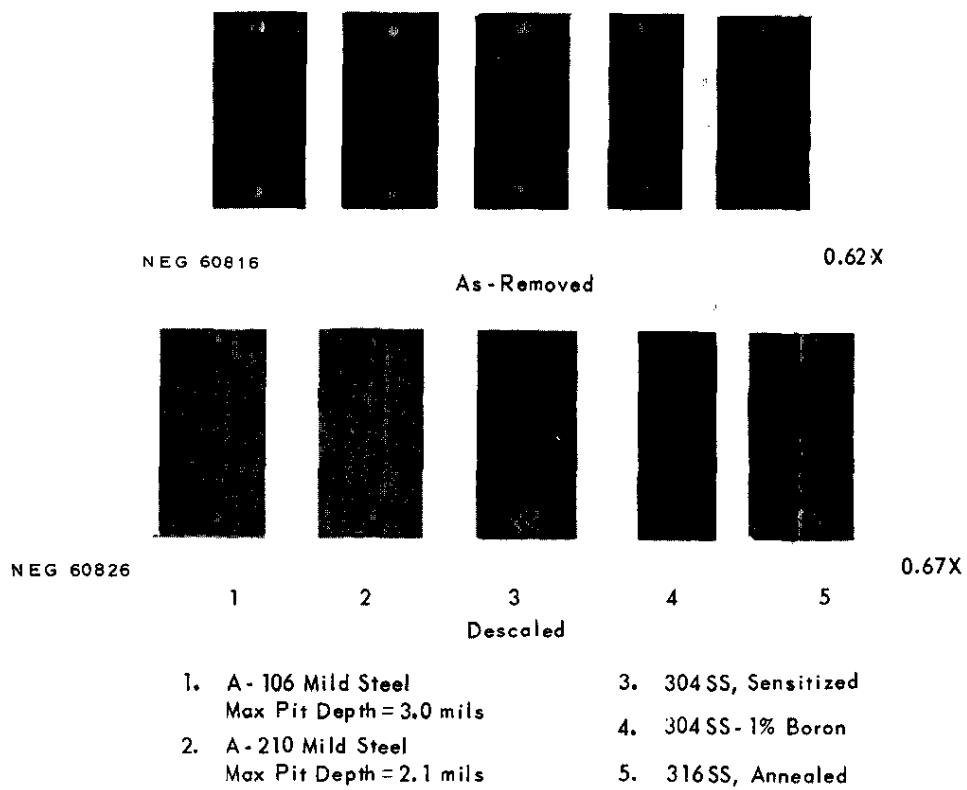 NEG 60816
0.62X
As-Removed
NEG 60826
0.67X
1 2 3 4 5
Descaled
1. A-106 Mild Steel
Max Pit Depth = 3.0 mils
2. A-210 Mild Steel
Max Pit Depth = 2.1 mils
3. 304 SS, Sensitized
4. 304 SS-1% Boron
5. 316 SS, Annealed